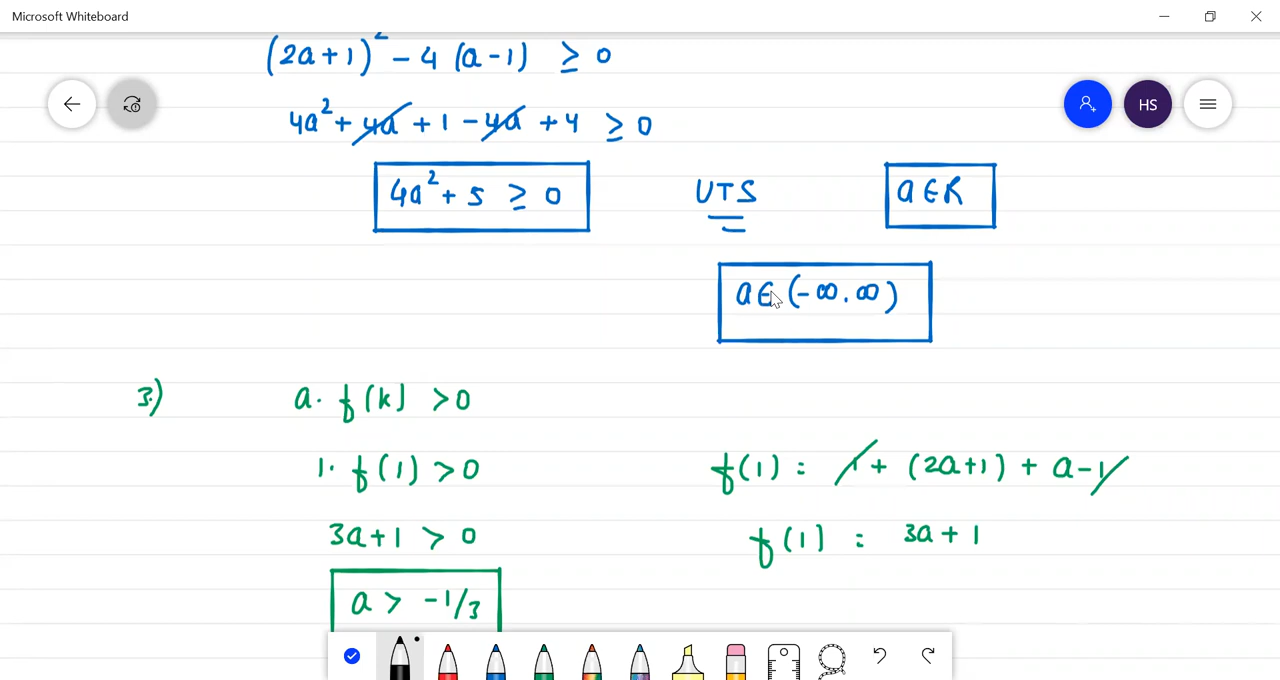 Microsoft Whiteboard
(2a+1)² - 4 (a-1) ≥ 0
HS
4a² + 4a + 1 - 4a + 4 ≥ 0
4a² + 5 ≥ 0 UTS a∈R
a∈(-∞, ∞)
3.) a. f(k) > 0
1. f(1) > 0 f(1) = 1 + (2a+1) + a - 1
3a+1 > 0 f(1) = 3a + 1
a > -1/3